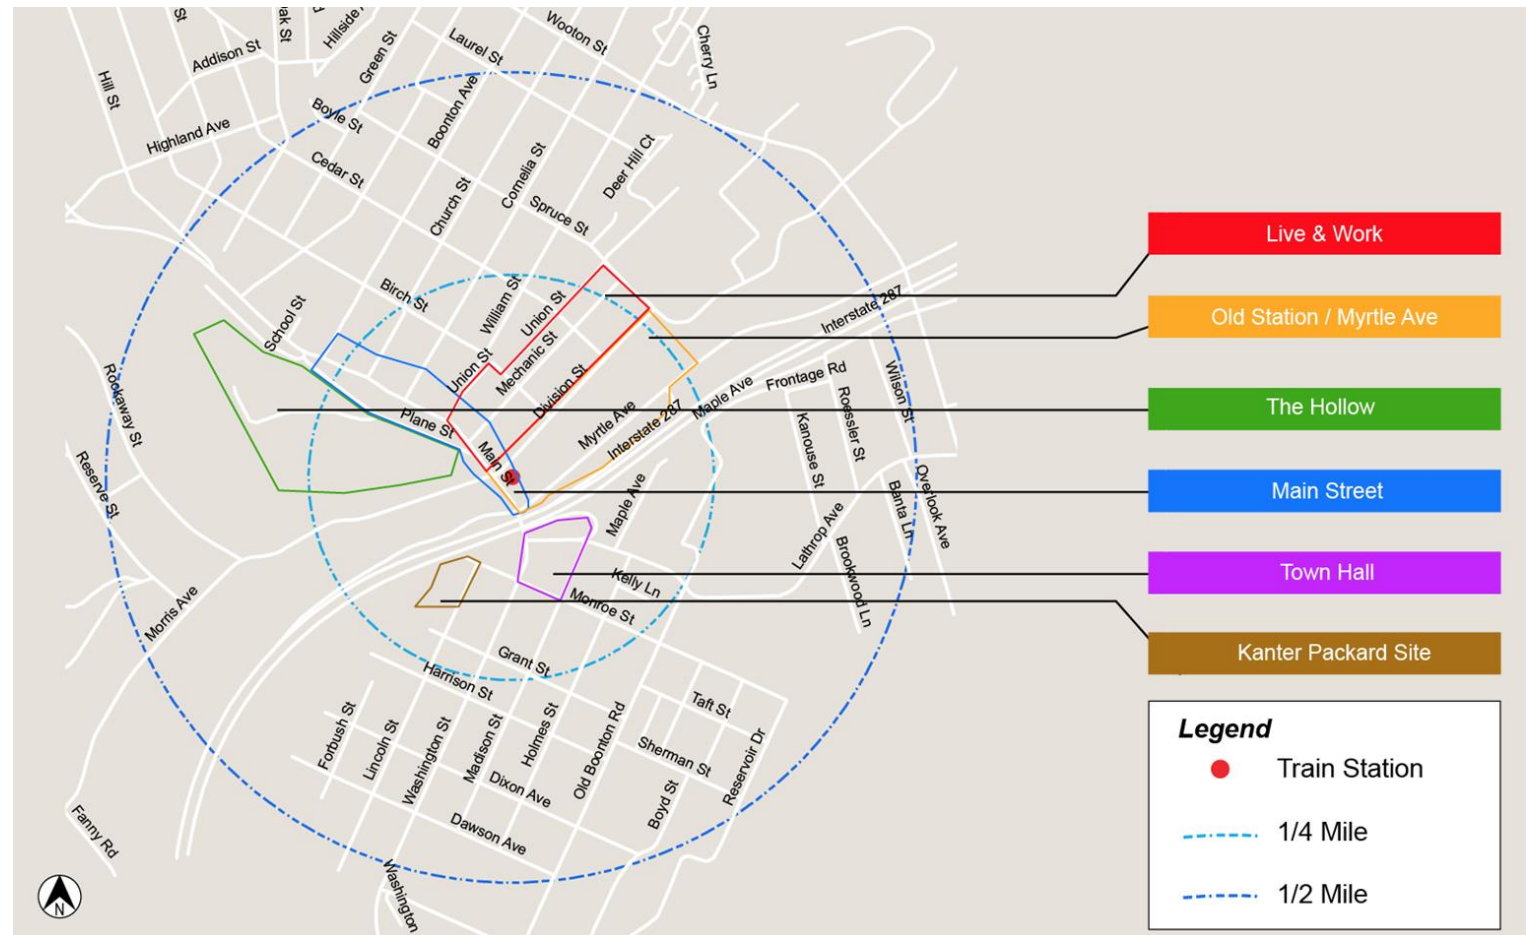 St
ak St
Hillside
Wooton St
Cherry Ln
Addison St
Green St
Laurel St
Hill St
Boonton Ave
Boyle St
Highland Ave
Cedar St
Cornelia St
Deer Hill Ct
Church St
Spruce St
Live & Work
Birch St
William St
Union St
Interstate 287
Old Station / Myrtle Ave
School St
Mechanic St
Union St
Division St
Rockaway St
Frontage Rd
Wilson St
Maple Ave
Roessler St
The Hollow
Plane St
Myrtle Ave
Interstate 287
Kanouse St
Main St
Reserve St
Main Street
Maple Ave
Banta Ln
Overlook Ave
Lathrop Ave
Brookwood Ln
Town Hall
Kelly Ln
Monroe St
Morris Ave
Kanter Packard Site
Grant St
Harrison St
Taft St
Forbush St
Lincoln St
Washington St
Madison St
Holmes St
Old Boonton Rd
Sherman St
Reservoir Dr
Dixon Ave
Boyd St
Dawson Ave
Fanny Rd
Washington
N
Legend
Train Station
1/4 Mile
1/2 Mile